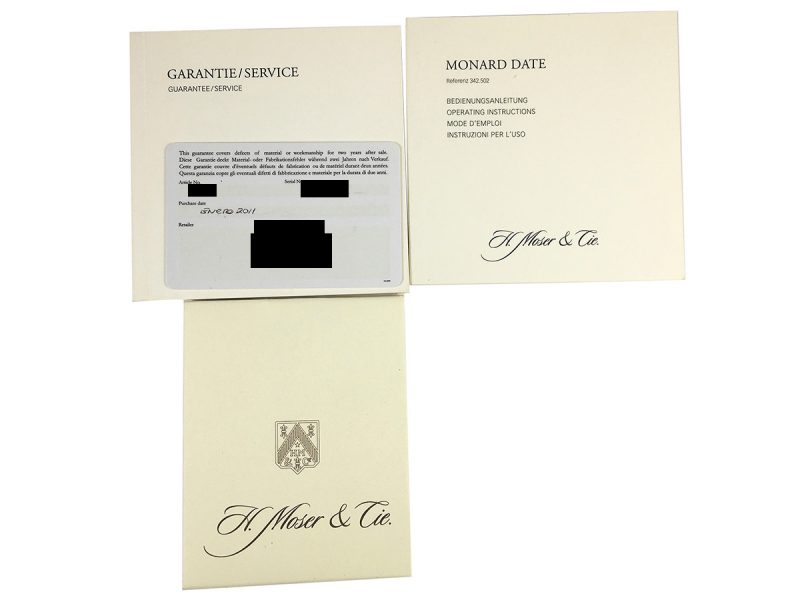 GARANTIE/SERVICE
GUARANTEE/SERVICE
This guarantee covers defects of material or workmanship for two years after sale.
Diese Garantie deckt Material- oder Fabrikationsfehler während zwei Jahren nach Verkauf.
Cette garantie couvre d'éventuels défauts de fabrication ou de matériel durant deux années.
Questa garanzia copre gli eventuali difetti di fabbricazione e materiale per la durata di due anni.
Article No. Serial N
Purchase date
ENERO 2011
Retailer
MONARD DATE
Referenz 342.502
BEDIENUNGSANLEITUNG
OPERATING INSTRUCTIONS
MODE D'EMPLOI
INSTRUZIONI PER L'USO
H. Moser & Cie.
HM
& C
H. Moser & Cie.